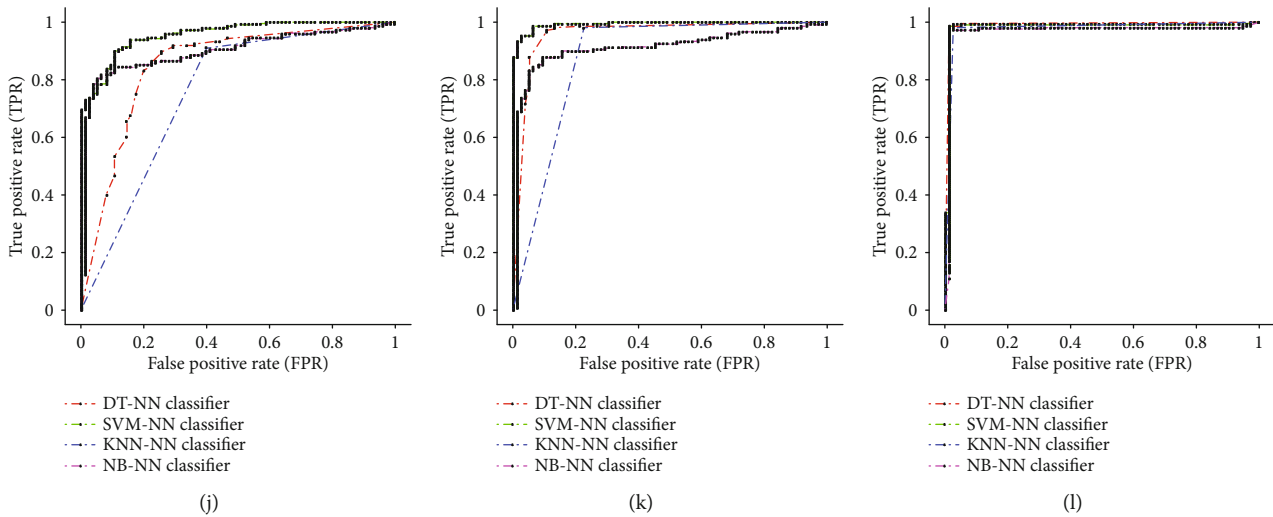 1
0.8
0.6
0.4
0.2
0
True positive rate (TPR)
0 0.2 0.4 0.6 0.8 1
False positive rate (FPR)
DT-NN classifier
SVM-NN classifier
KNN-NN classifier
NB-NN classifier
(j)
1
0.8
0.6
0.4
0.2
0
True positive rate (TPR)
0 0.2 0.4 0.6 0.8 1
False positive rate (FPR)
DT-NN classifier
SVM-NN classifier
KNN-NN classifier
NB-NN classifier
(k)
1
0.8
0.6
0.4
0.2
0
True positive rate (TPR)
0 0.2 0.4 0.6 0.8 1
False positive rate (FPR)
DT-NN classifier
SVM-NN classifier
KNN-NN classifier
NB-NN classifier
(l)